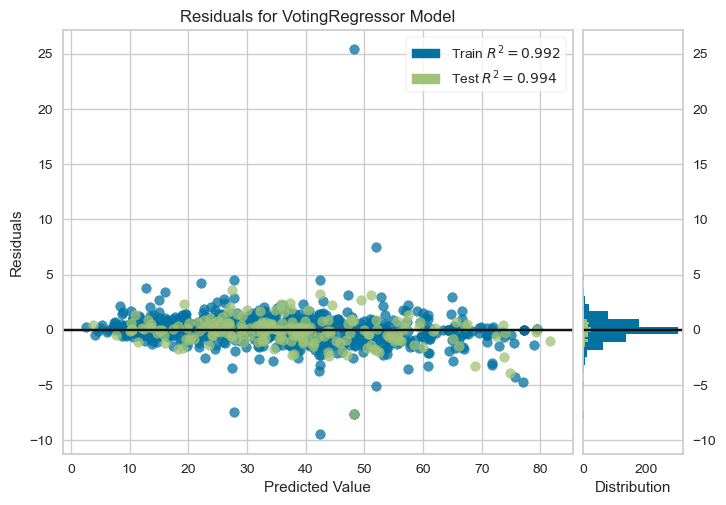 Residuals for VotingRegressor Model
Train R² = 0.992
Test R² = 0.994
Residuals
25
20
15
10
5
0
−5
−10
0 10 20 30 40 50 60 70 80
Predicted Value
25
20
15
10
5
0
−5
−10
0 200
Distribution